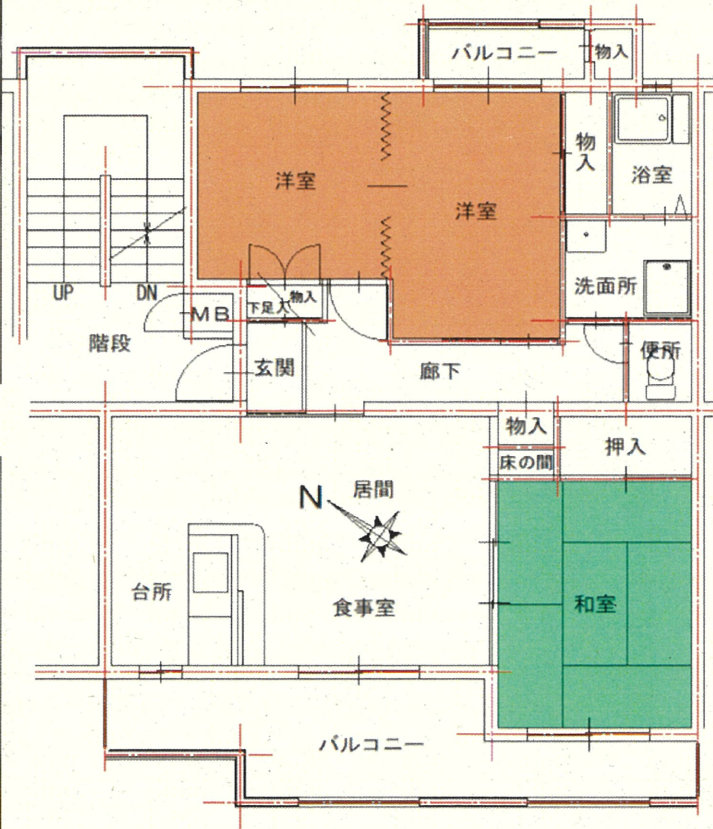 バルコニー
物入
物入
浴室
洋室
洋室
洗面所
UP
DN
MB
下足入
物入
階段
玄関
廊下
便所
物入
押入
床の間
N
居間
台所
食事室
和室
バルコニー